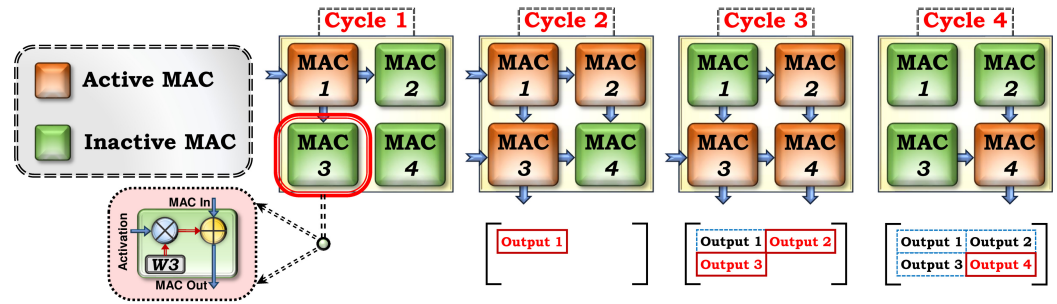 Cycle 1
Cycle 2
Cycle 3
Cycle 4
Active MAC
Inactive MAC
MAC 1
MAC 2
MAC 3
MAC 4
MAC 1
MAC 2
MAC 3
MAC 4
MAC 1
MAC 2
MAC 3
MAC 4
MAC 1
MAC 2
MAC 3
MAC 4
MAC In
Activation
W3
MAC Out
Output 1
Output 1
Output 2
Output 3
Output 1
Output 2
Output 3
Output 4